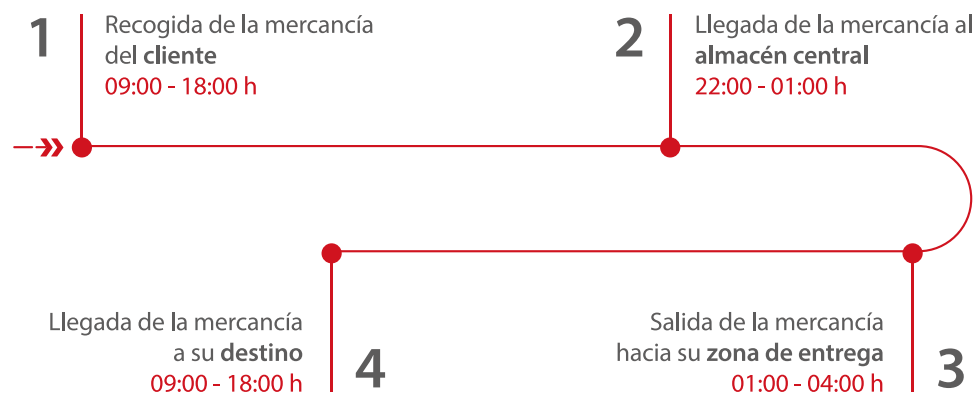 1
Recogida de la mercancía
del cliente
09:00 - 18:00 h
2
Llegada de la mercancía al
almacén central
22:00 - 01:00 h
Salida de la mercancía
hacia su zona de entrega
01:00 - 04:00 h
3
Llegada de la mercancía
a su destino
09:00 - 18:00 h
4